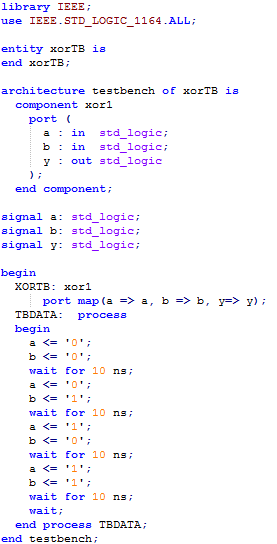 library IEEE;
use IEEE.STD_LOGIC_1164.ALL;
entity xorTB is
end xorTB;
architecture testbench of xorTB is
component xor1
port (
a : in std_logic;
b : in std_logic;
y : out std_logic
);
end component;
signal a: std_logic;
signal b: std_logic;
signal y: std_logic;
begin
XORTB: xor1
port map(a => a, b => b, y=> y);
TBDATA: process
begin
a <= '0';
b <= '0';
wait for 10 ns;
a <= '0';
b <= '1';
wait for 10 ns;
a <= '1';
b <= '0';
wait for 10 ns;
a <= '1';
b <= '1';
wait for 10 ns;
wait;
end process TBDATA;
end testbench;